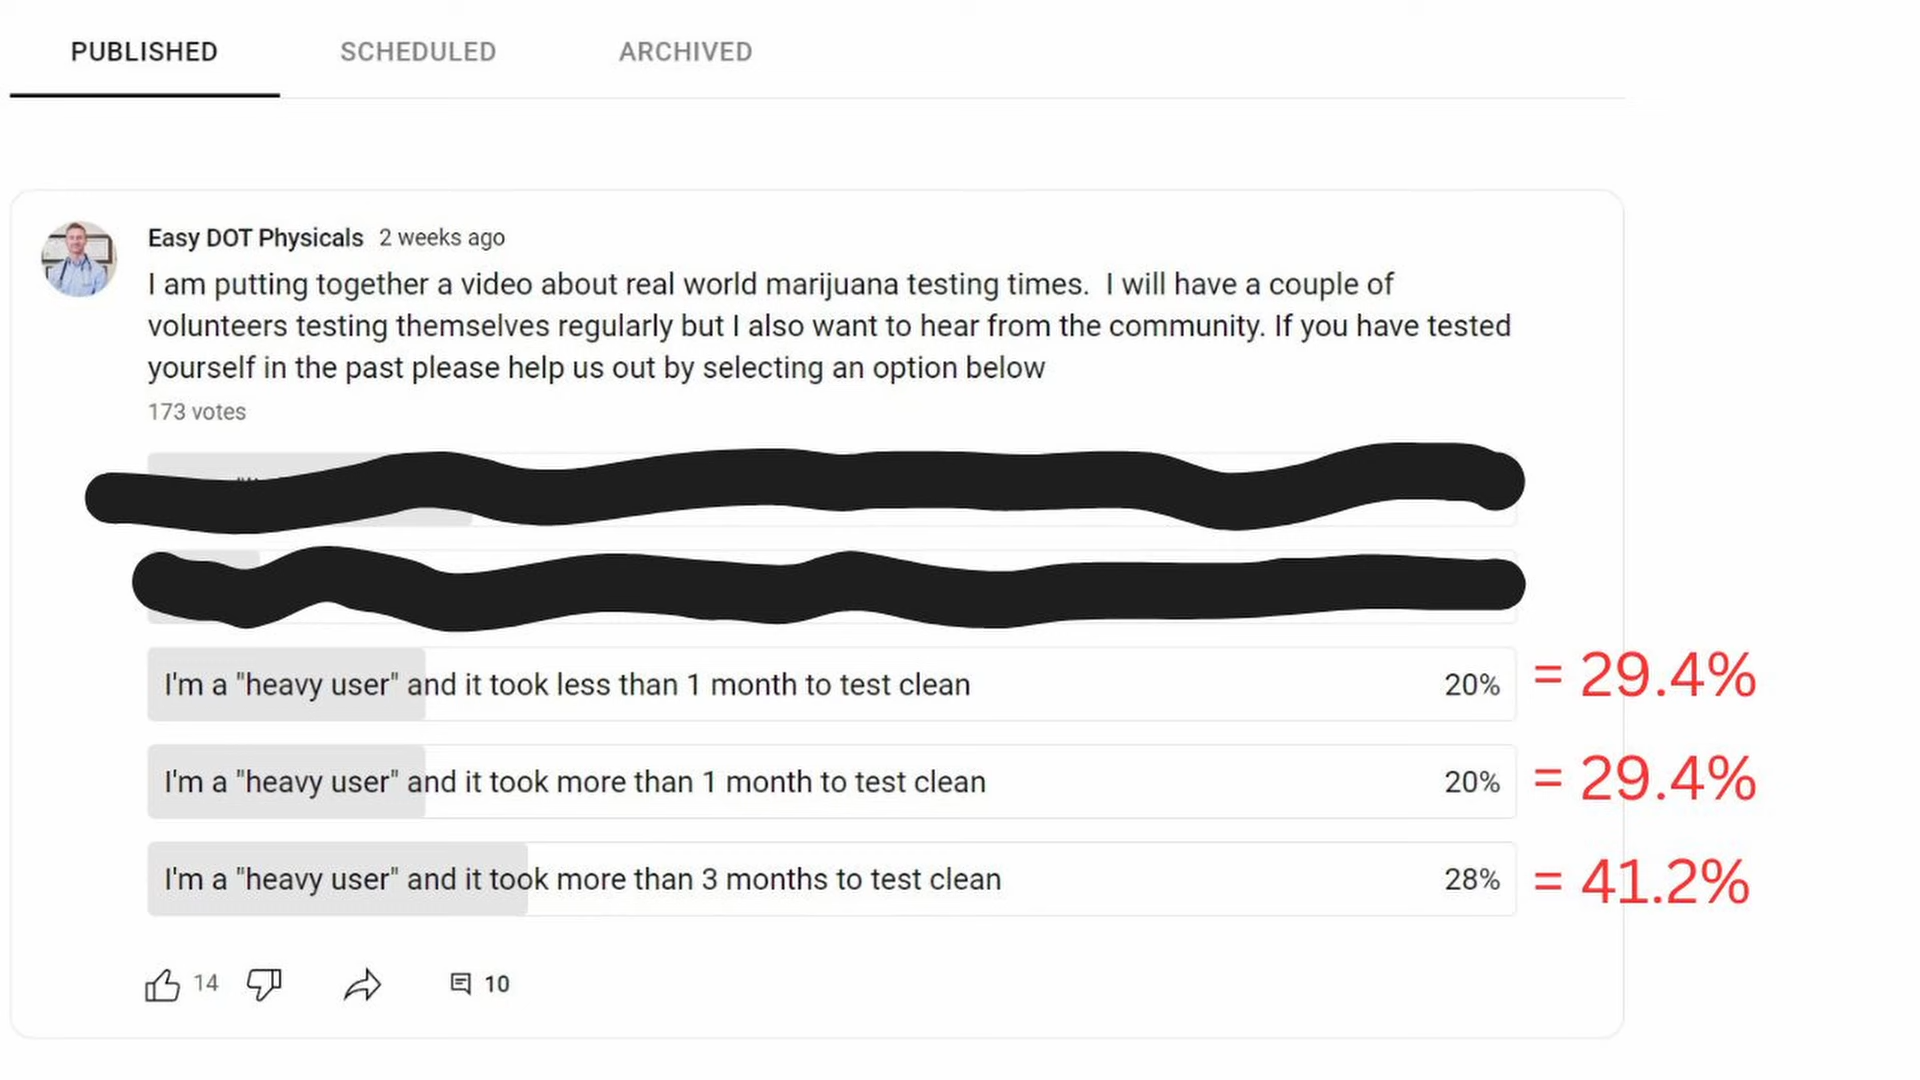 PUBLISHED SCHEDULED ARCHIVED
Easy DOT Physicals 2 weeks ago
I am putting together a video about real world marijuana testing times.  I will have a couple of
volunteers testing themselves regularly but I also want to hear from the community. If you have tested
yourself in the past please help us out by selecting an option below
173 votes
I'm a "heavy user" and it took less than 1 month to test clean 20% = 29.4%
I'm a "heavy user" and it took more than 1 month to test clean 20% = 29.4%
I'm a "heavy user" and it took more than 3 months to test clean 28% = 41.2%
14 10